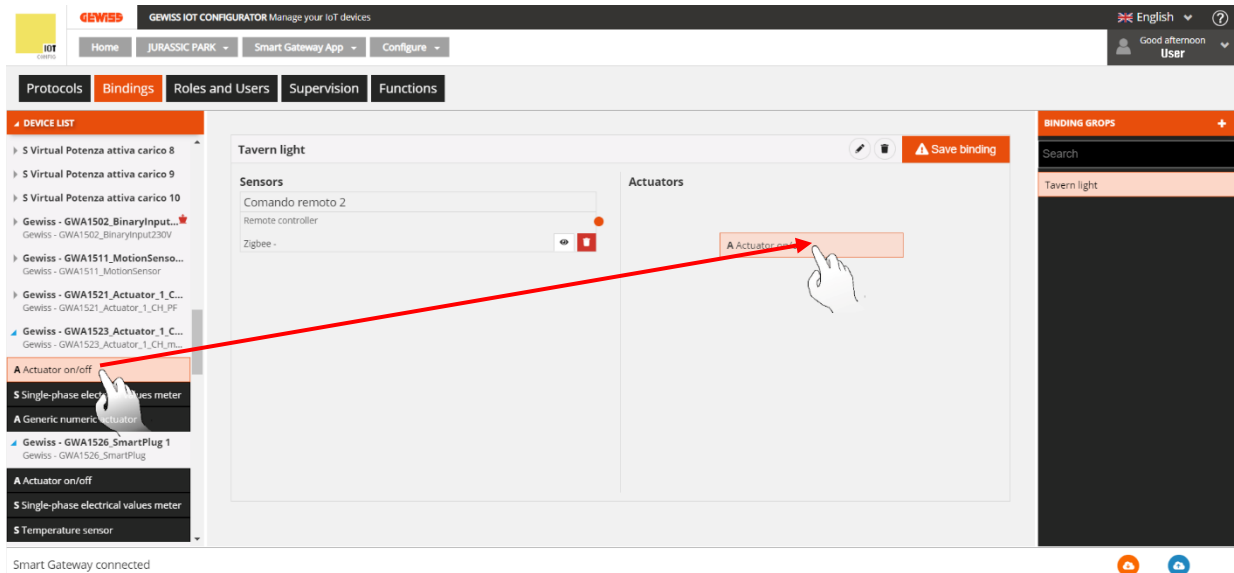 GEWISS GEWISS IOT CONFIGURATOR Manage your IoT devices
English
?
IOT
CONFIG
Home
JURASSIC PARK
Smart Gateway App
Configure
Good afternoon
User
Protocols
Bindings
Roles and Users
Supervision
Functions
DEVICE LIST
S Virtual Potenza attiva carico 8
S Virtual Potenza attiva carico 9
S Virtual Potenza attiva carico 10
Gewiss - GWA1502_BinaryInput...
Gewiss - GWA1502_BinaryInput230V
Gewiss - GWA1511_MotionSenso...
Gewiss - GWA1511_MotionSensor
Gewiss - GWA1521_Actuator_1_C...
Gewiss - GWA1521_Actuator_1_CH_PF
Gewiss - GWA1523_Actuator_1_C...
Gewiss - GWA1523_Actuator_1_CH_m...
A Actuator on/off
S Single-phase values meter
A Generic numeric actuator
Gewiss - GWA1526_SmartPlug 1
Gewiss - GWA1526_SmartPlug
A Actuator on/off
S Single-phase electrical values meter
S Temperature sensor
Tavern light
Save binding
Sensors
Comando remoto 2
Remote controller
Zigbee -
Actuators
A Actuator
BINDING GROPS
+
Search
Tavern light
Smart Gateway connected